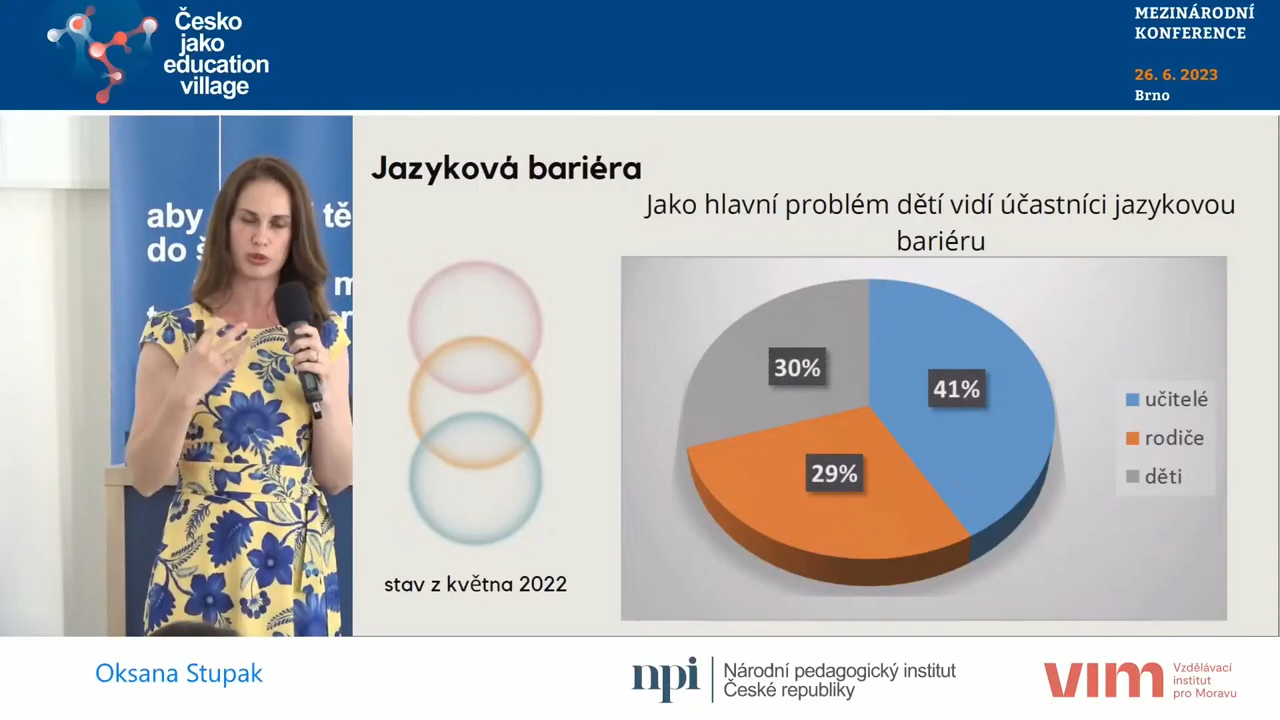 Česko
jako
education
village
MEZINÁRODNÍ
KONFERENCE
26. 6. 2023
Brno
aby tě
do
m
Jazyková bariéra
Jako hlavní problém dětí vidí účastníci jazykovou
bariéru
30%
41%
29%
učitelé
rodiče
děti
stav z května 2022
Oksana Stupak
npi
Národní pedagogický institut
České republiky
vim
Vzdělávací
institut
pro Moravu